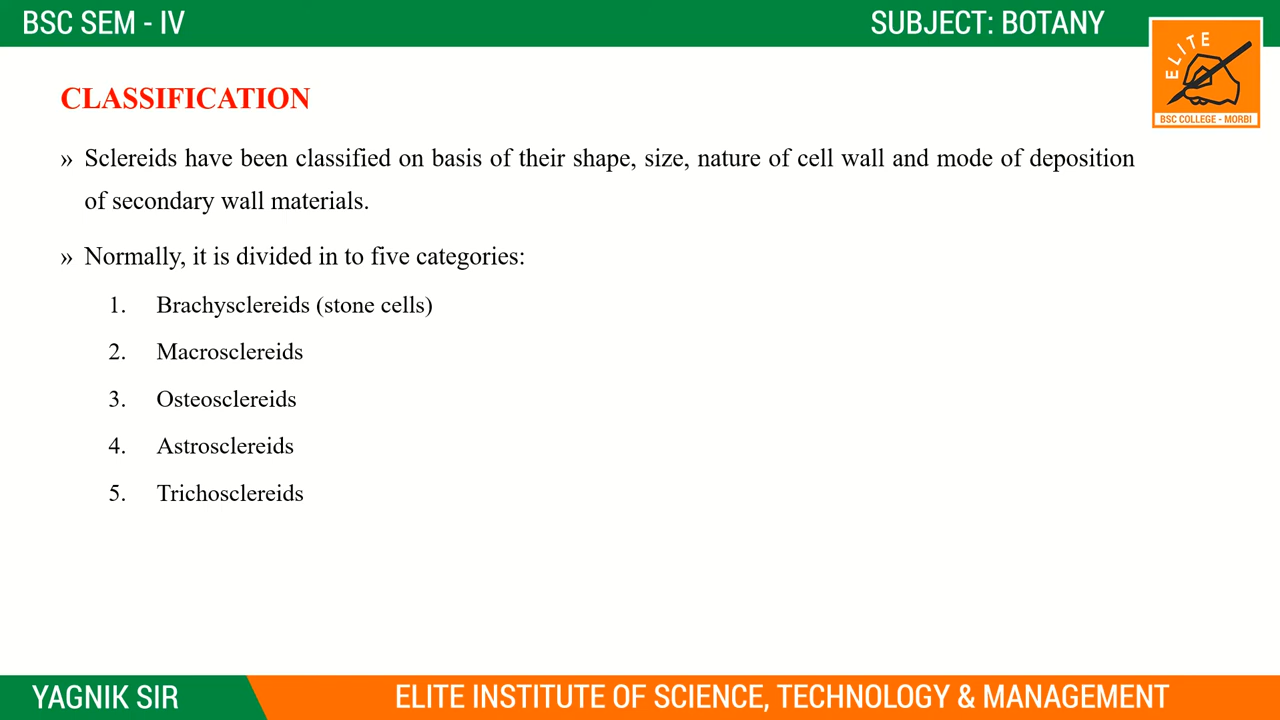 BSC SEM - IV
SUBJECT: BOTANY
ELITE
BSC COLLEGE - MORBI
CLASSIFICATION
» Sclereids have been classified on basis of their shape, size, nature of cell wall and mode of deposition
of secondary wall materials.
» Normally, it is divided in to five categories:
1. Brachysclereids (stone cells)
2. Macrosclereids
3. Osteosclereids
4. Astrosclereids
5. Trichosclereids
YAGNIK SIR
ELITE INSTITUTE OF SCIENCE, TECHNOLOGY & MANAGEMENT